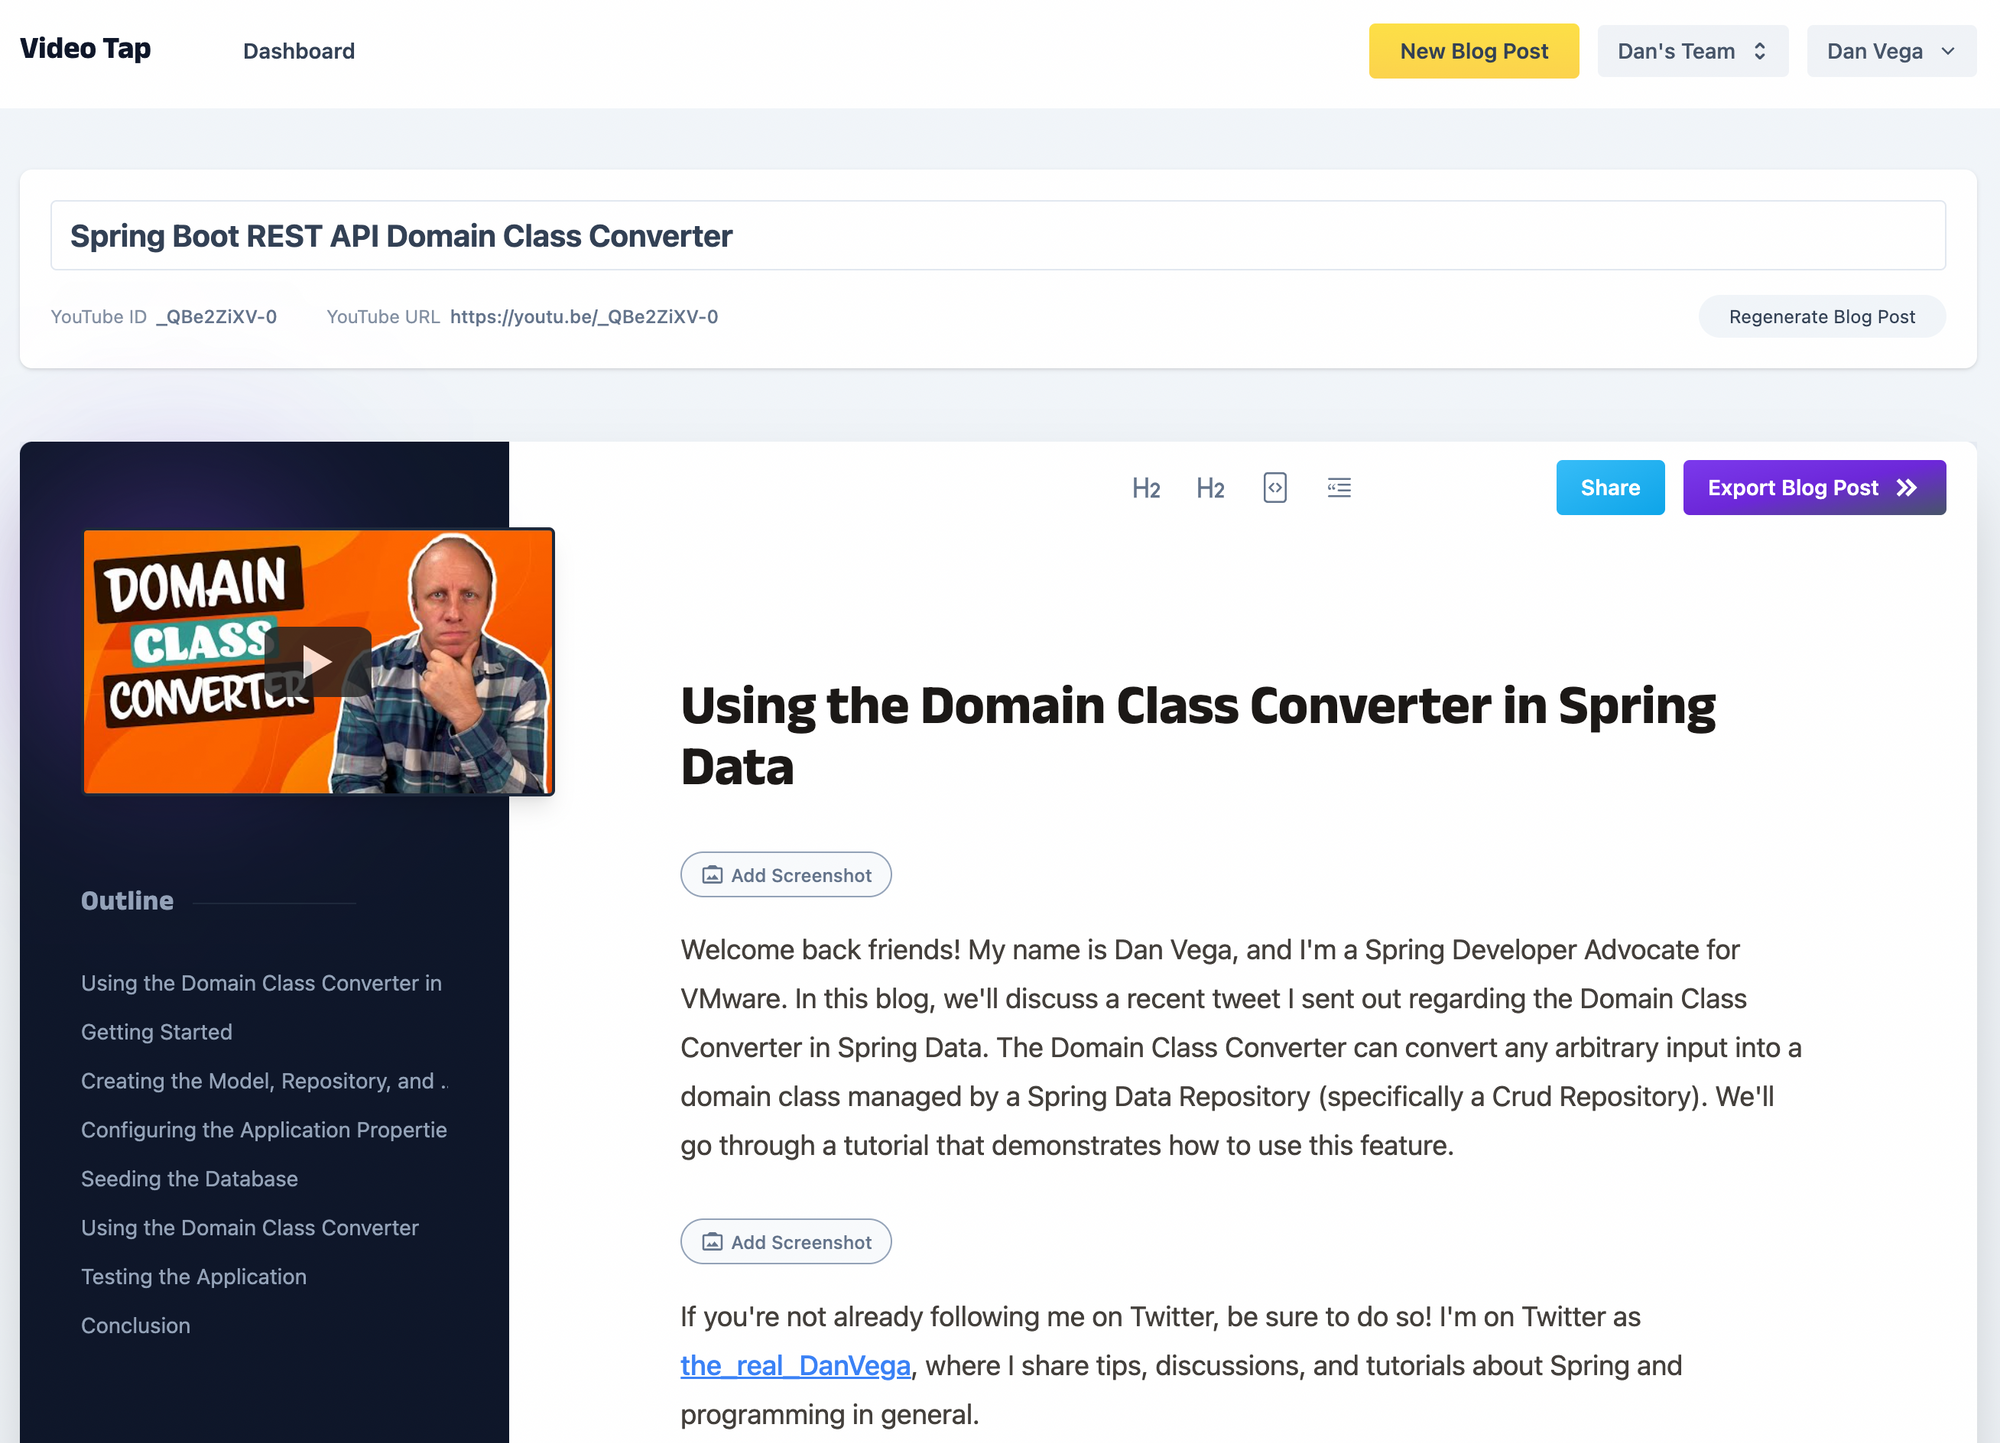 Video Tap
Dashboard
New Blog Post
Dan's Team
Dan Vega
Spring Boot REST API Domain Class Converter
YouTube ID _QBe2ZiXV-0
YouTube URL https://youtu.be/_QBe2ZiXV-0
Regenerate Blog Post
H2
H2
Share
Export Blog Post
DOMAIN
CLASS
CONVERTER
Outline
Using the Domain Class Converter in
Getting Started
Creating the Model, Repository, and ..
Configuring the Application Propertie
Seeding the Database
Using the Domain Class Converter
Testing the Application
Conclusion
Using the Domain Class Converter in Spring
Data
Add Screenshot
Welcome back friends! My name is Dan Vega, and I'm a Spring Developer Advocate for
VMware. In this blog, we'll discuss a recent tweet I sent out regarding the Domain Class
Converter in Spring Data. The Domain Class Converter can convert any arbitrary input into a
domain class managed by a Spring Data Repository (specifically a Crud Repository). We'll
go through a tutorial that demonstrates how to use this feature.
Add Screenshot
If you're not already following me on Twitter, be sure to do so! I'm on Twitter as
the_real_DanVega, where I share tips, discussions, and tutorials about Spring and
programming in general.